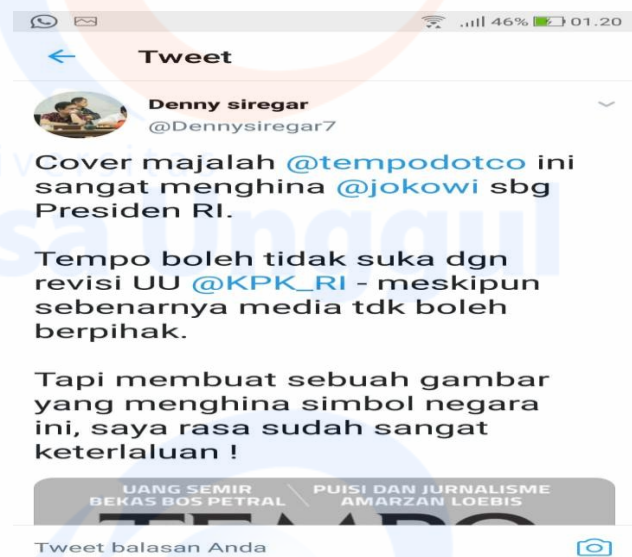 46% 01.20
Tweet
Denny siregar
@Dennysiregar7
Cover majalah @tempodotco ini
sangat menghina @jokowi sbg
Presiden RI.
Tempo boleh tidak suka dgn
revisi UU @KPK_RI - meskipun
sebenarnya media tdk boleh
berpihak.
Tapi membuat sebuah gambar
yang menghina simbol negara
ini, saya rasa sudah sangat
keterlaluan !
UANG SEMIR PUISI DAN JURNALISME
BEKAS BOS PETRAL AMARZAN LOEBIS
TEMPO
Tweet balasan Anda